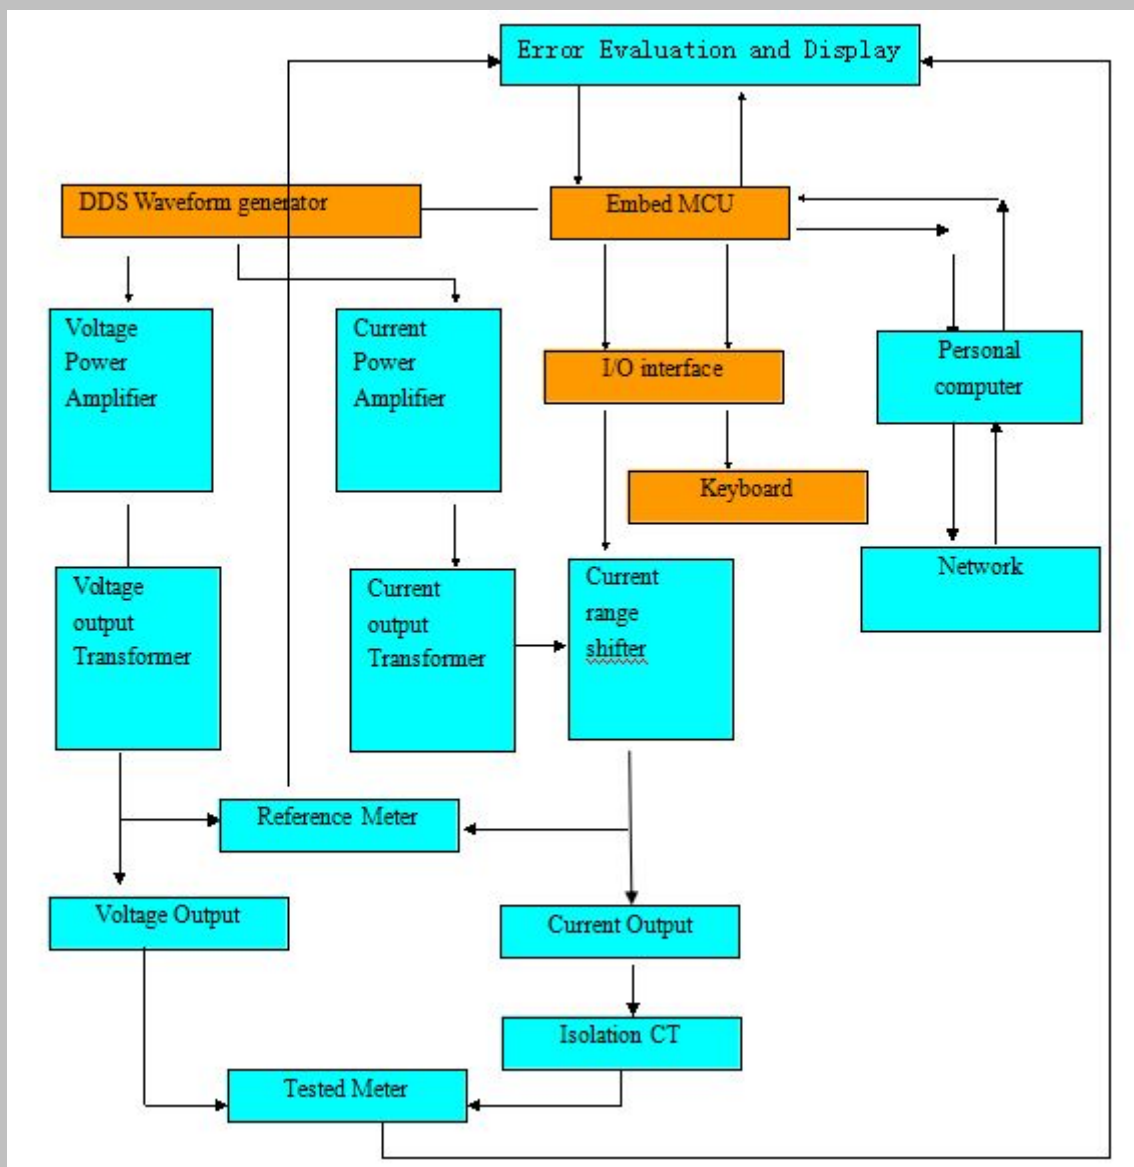 Error Evaluation and Display
DDS Waveform generator
Embed MCU
Voltage
Power
Amplifier
Current
Power
Amplifier
I/O interface
Personal
computer
Keyboard
Voltage
output
Transformer
Current
output
Transformer
Current
range
shifter
Network
Reference Meter
Voltage Output
Current Output
Isolation CT
Tested Meter